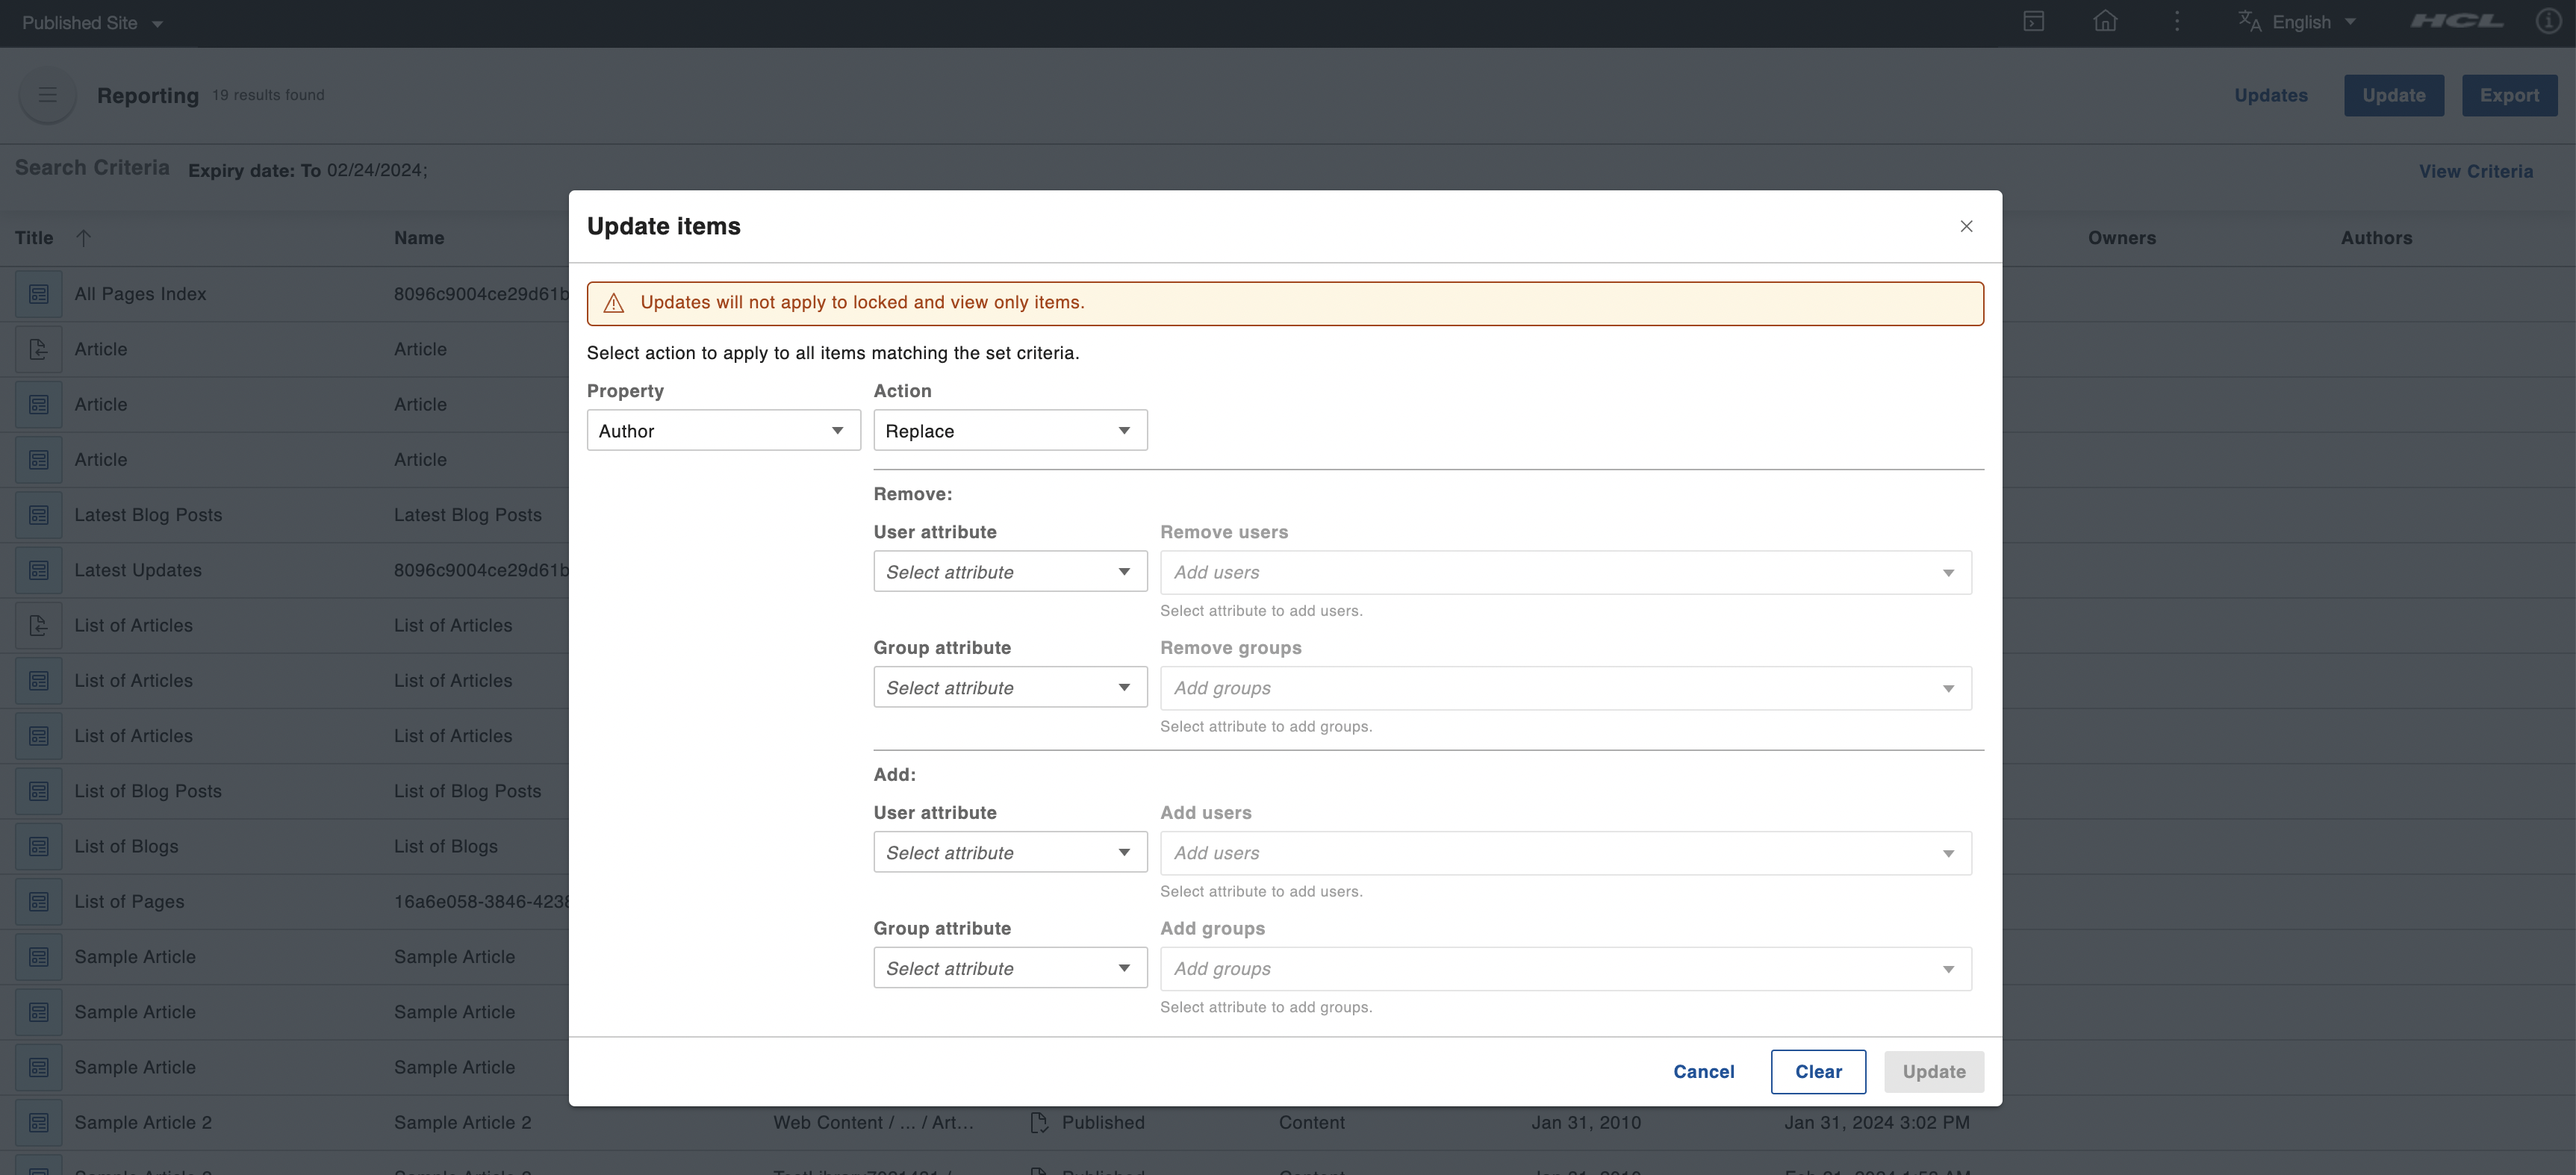 Published Site
English
HCL
Reporting 19 results found
Updates Update Export
Search Criteria Expiry date: To 02/24/2024;
View Criteria
Title Name Owners Authors
All Pages Index 8096c9004ce29d61b
Article Article
Article Article
Article Article
Latest Blog Posts Latest Blog Posts
Latest Updates 8096c9004ce29d61b
List of Articles List of Articles
List of Articles List of Articles
List of Articles List of Articles
List of Blog Posts List of Blog Posts
List of Blogs List of Blogs
List of Pages 16a6e058-3846-4238
Sample Article Sample Article
Sample Article Sample Article
Sample Article Sample Article
Sample Article 2 Sample Article 2 Web Content / ... / Art... Published Content Jan 31, 2010 Jan 31, 2024 3:02 PM
Update items
Updates will not apply to locked and view only items.
Select action to apply to all items matching the set criteria.
Property Action
Author Replace
Remove:
User attribute Remove users
Select attribute Add users
Select attribute to add users.
Group attribute Remove groups
Select attribute Add groups
Select attribute to add groups.
Add:
User attribute Add users
Select attribute Add users
Select attribute to add users.
Group attribute Add groups
Select attribute Add groups
Select attribute to add groups.
Cancel Clear Update